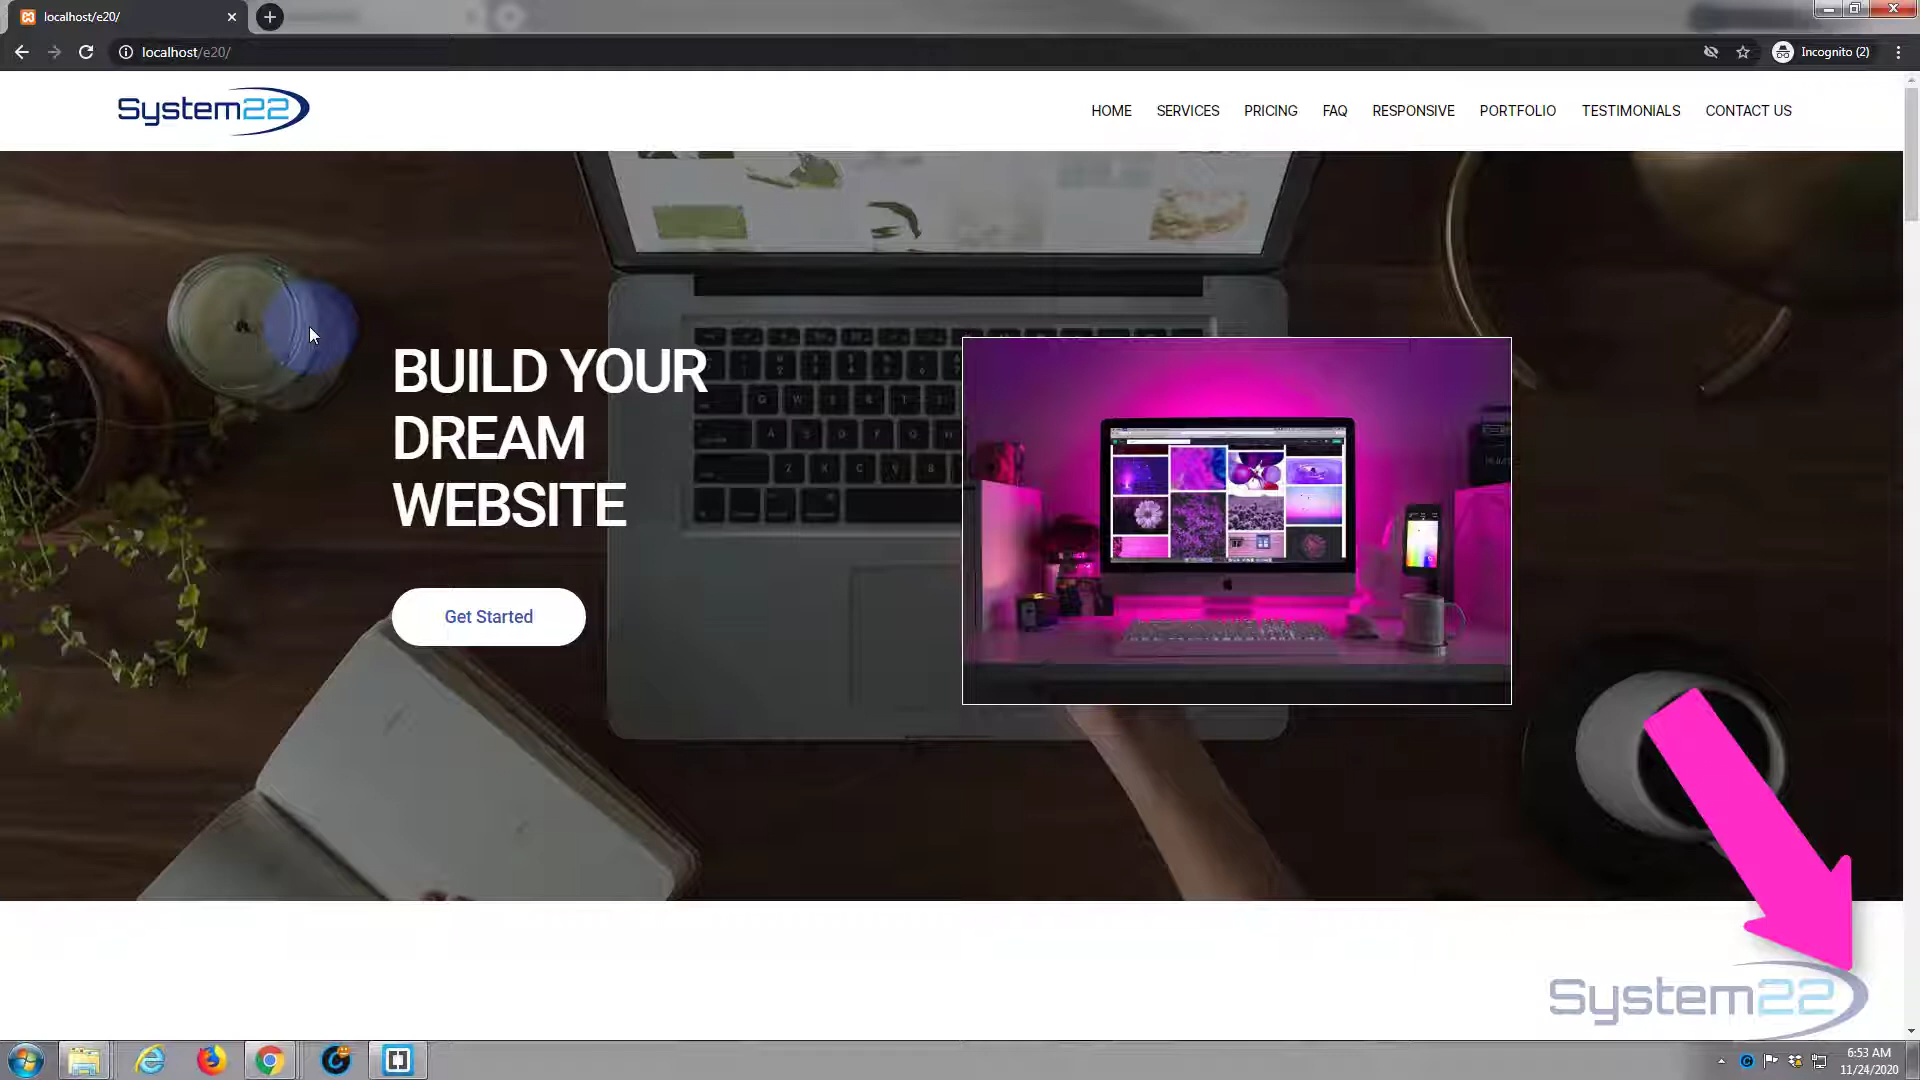 localhost/e20/
localhost/e20/
Incognito (2)
System22
HOME SERVICES PRICING FAQ RESPONSIVE PORTFOLIO TESTIMONIALS CONTACT US
BUILD YOUR
DREAM
WEBSITE
Get Started
System22
6:53 AM
11/24/2020